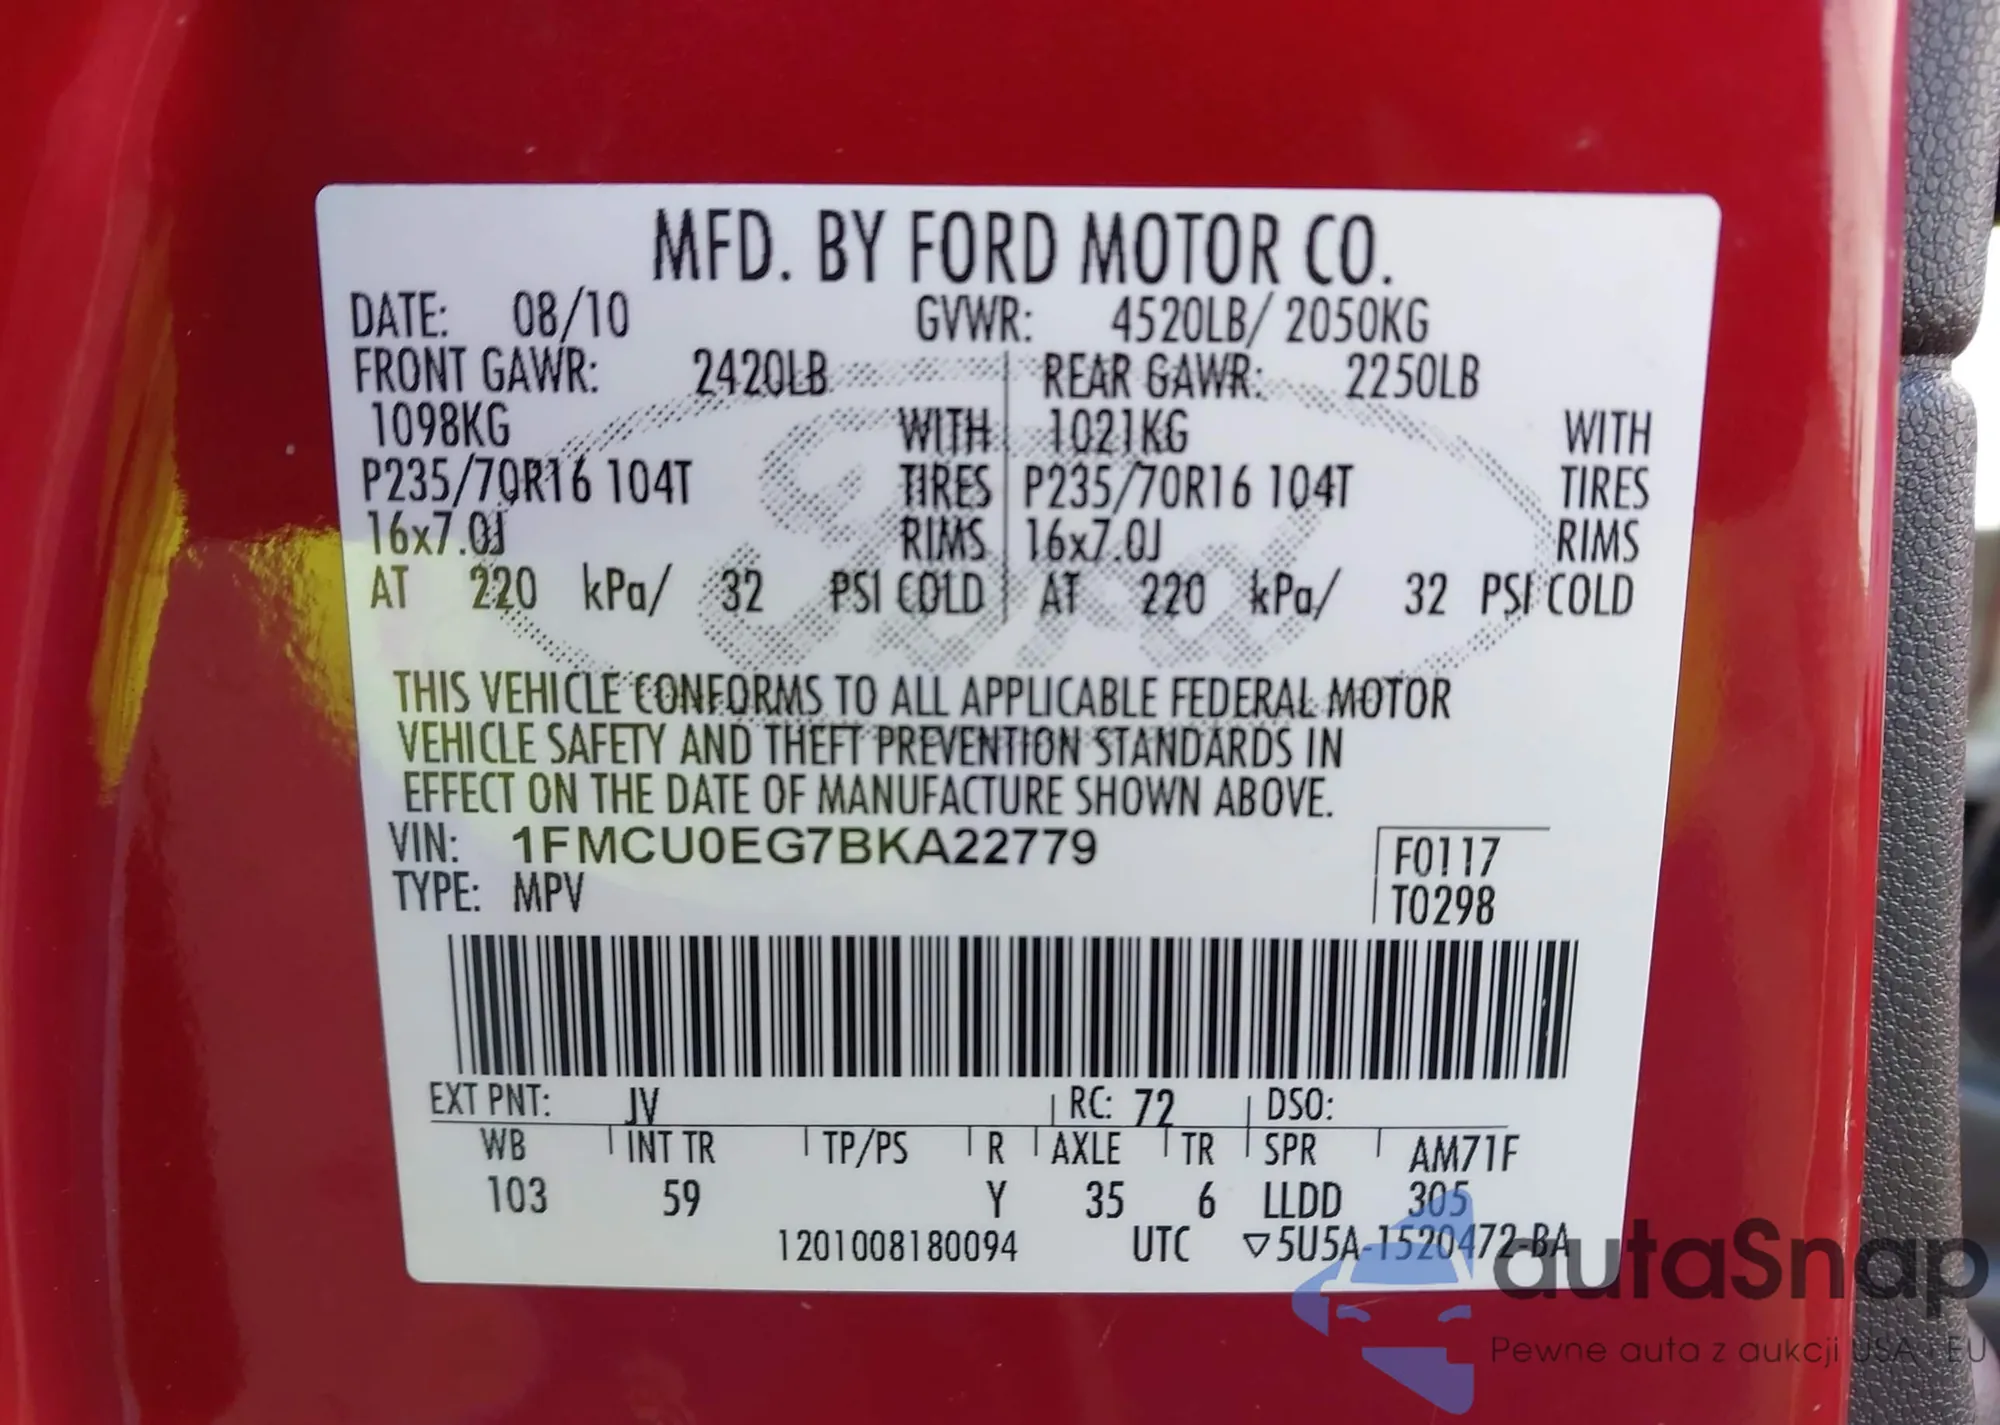 MFD. BY FORD MOTOR CO.
DATE: 08/10 GVWR: 4520LB/ 2050KG
FRONT GAWR: 2420LB REAR GAWR: 2250LB
1098KG WITH 1021KG WITH
P235/70R16 104T TIRES P235/70R16 104T TIRES
16x7.0J RIMS 16x7.0J RIMS
AT 220 kPa/ 32 PSI COLD AT 220 kPa/ 32 PSI COLD
Ford
THIS VEHICLE CONFORMS TO ALL APPLICABLE FEDERAL MOTOR
VEHICLE SAFETY AND THEFT PREVENTION STANDARDS IN
EFFECT ON THE DATE OF MANUFACTURE SHOWN ABOVE.
VIN: 1FMCU0EG7BKA22779 F0117
TYPE: MPV T0298
EXT PNT: JV RC: 72 DSO:
WB INT TR TP/PS R AXLE TR SPR AM71F
103 59 Y 35 6 LLDD 305
1201008180094 UTC ▽5U5A-1520472-BA
autaSnap
Pewne auta z aukcji USA i EU